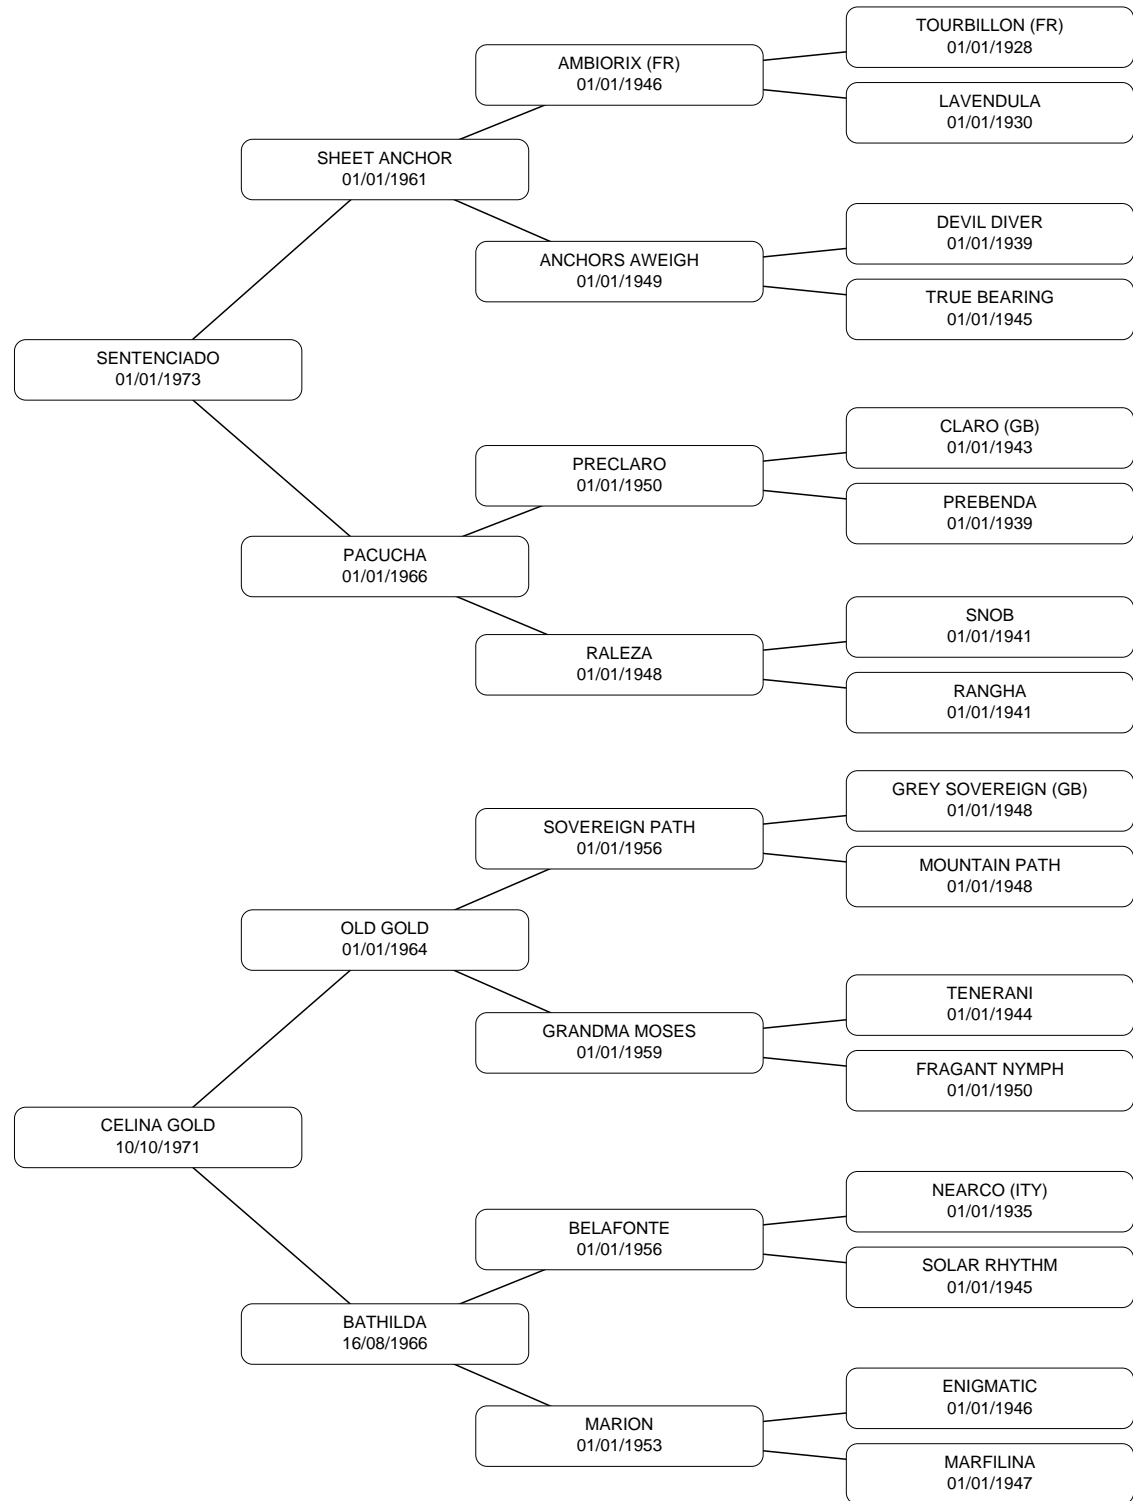 TOURBILLON (FR)
01/01/1928
AMBIORIX (FR)
01/01/1946
LAVENDULA
01/01/1930
SHEET ANCHOR
01/01/1961
DEVIL DIVER
01/01/1939
ANCHORS AWEIGH
01/01/1949
TRUE BEARING
01/01/1945
SENTENCIADO
01/01/1973
CLARO (GB)
01/01/1943
PRECLARO
01/01/1950
PREBENDA
01/01/1939
PACUCHA
01/01/1966
SNOB
01/01/1941
RALEZA
01/01/1948
RANGHA
01/01/1941
GREY SOVEREIGN (GB)
01/01/1948
SOVEREIGN PATH
01/01/1956
MOUNTAIN PATH
01/01/1948
OLD GOLD
01/01/1964
TENERANI
01/01/1944
GRANDMA MOSES
01/01/1959
FRAGANT NYMPH
01/01/1950
CELINA GOLD
10/10/1971
NEARCO (ITY)
01/01/1935
BELAFONTE
01/01/1956
SOLAR RHYTHM
01/01/1945
BATHILDA
16/08/1966
ENIGMATIC
01/01/1946
MARION
01/01/1953
MARFILINA
01/01/1947